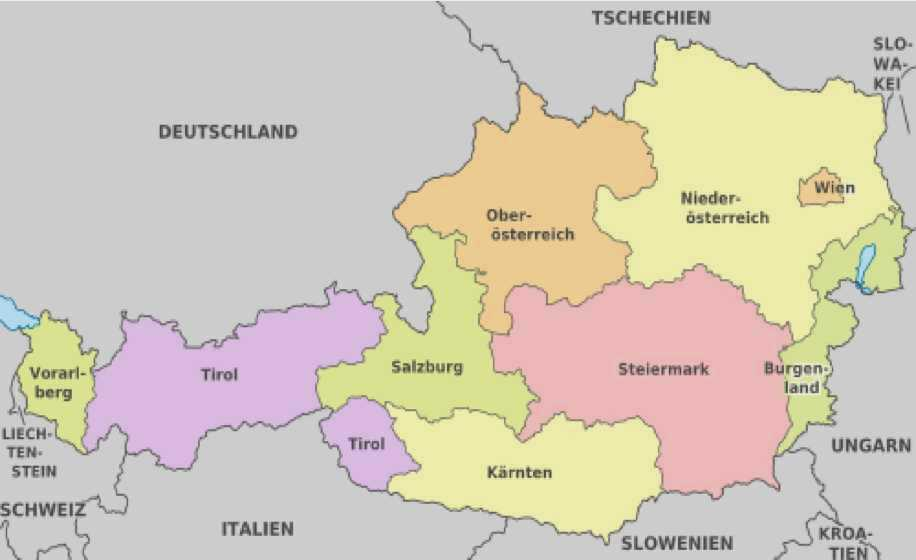 TSCHECHIEN
SLO-
WA-
KEI
DEUTSCHLAND
Wien
Nieder-
österreich
Ober-
österreich
Vorarl-
berg
Tirol
Salzburg
Steiermark
Burgen-
land
LIECH-
TEN-
STEIN
Tirol
Kärnten
UNGARN
SCHWEIZ
ITALIEN
SLOWENIEN
KROA-
TIEN